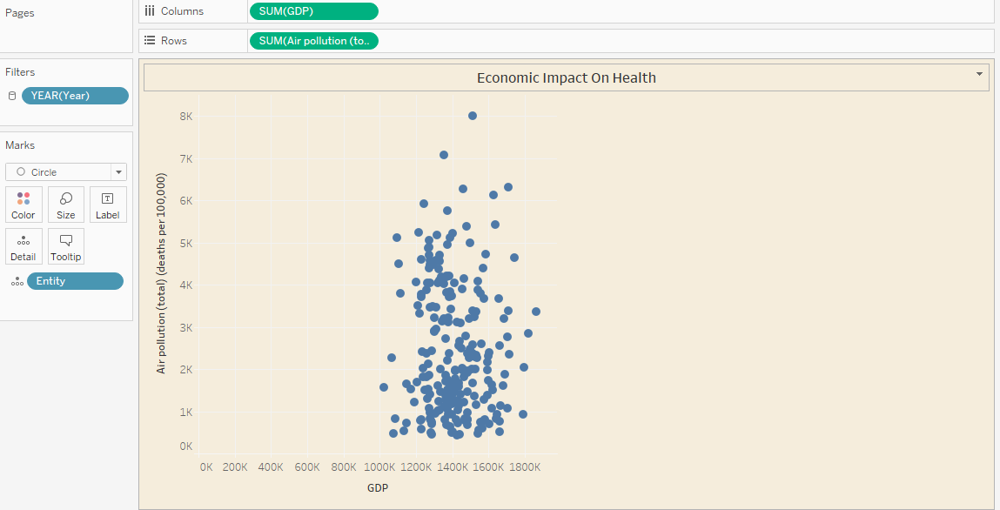 Pages
Columns SUM(GDP)
Rows SUM(Air pollution (to..
Filters
YEAR(Year)
Marks
Circle
Color Size Label
Detail Tooltip
Entity
Economic Impact On Health
Air pollution (total) (deaths per 100,000)
8K
7K
6K
5K
4K
3K
2K
1K
0K
0K 200K 400K 600K 800K 1000K 1200K 1400K 1600K 1800K
GDP